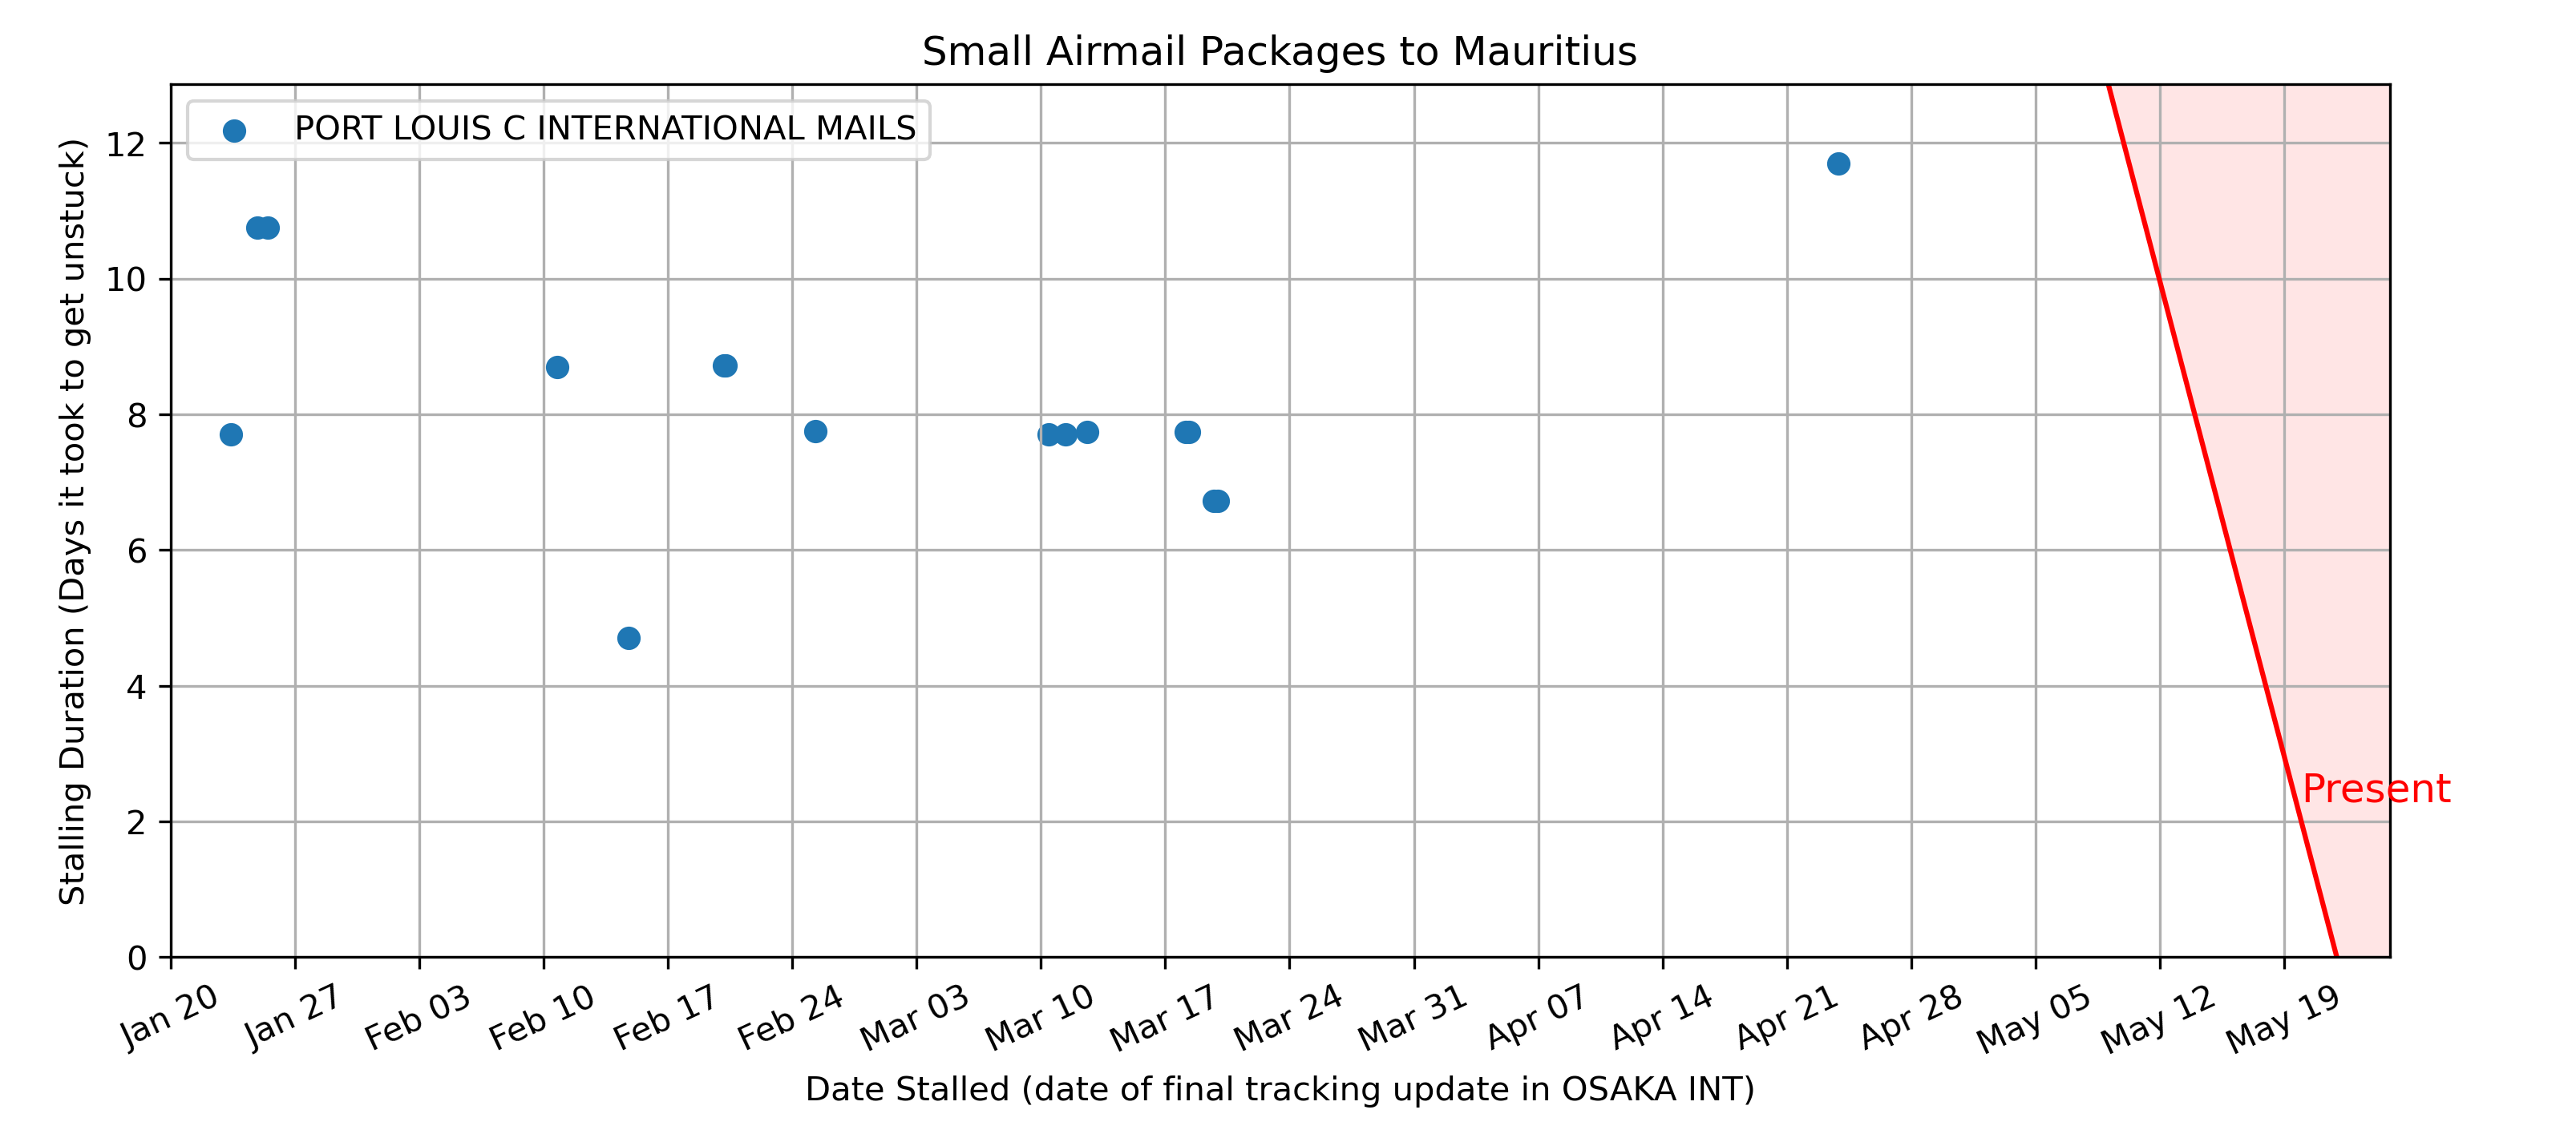 Small Airmail Packages to Mauritius
PORT LOUIS C INTERNATIONAL MAILS
Stalling Duration (Days it took to get unstuck)
12
10
8
6
4
2
0
Present
Jan 20
Jan 27
Feb 03
Feb 10
Feb 17
Feb 24
Mar 03
Mar 10
Mar 17
Mar 24
Mar 31
Apr 07
Apr 14
Apr 21
Apr 28
May 05
May 12
May 19
Date Stalled (date of final tracking update in OSAKA INT)